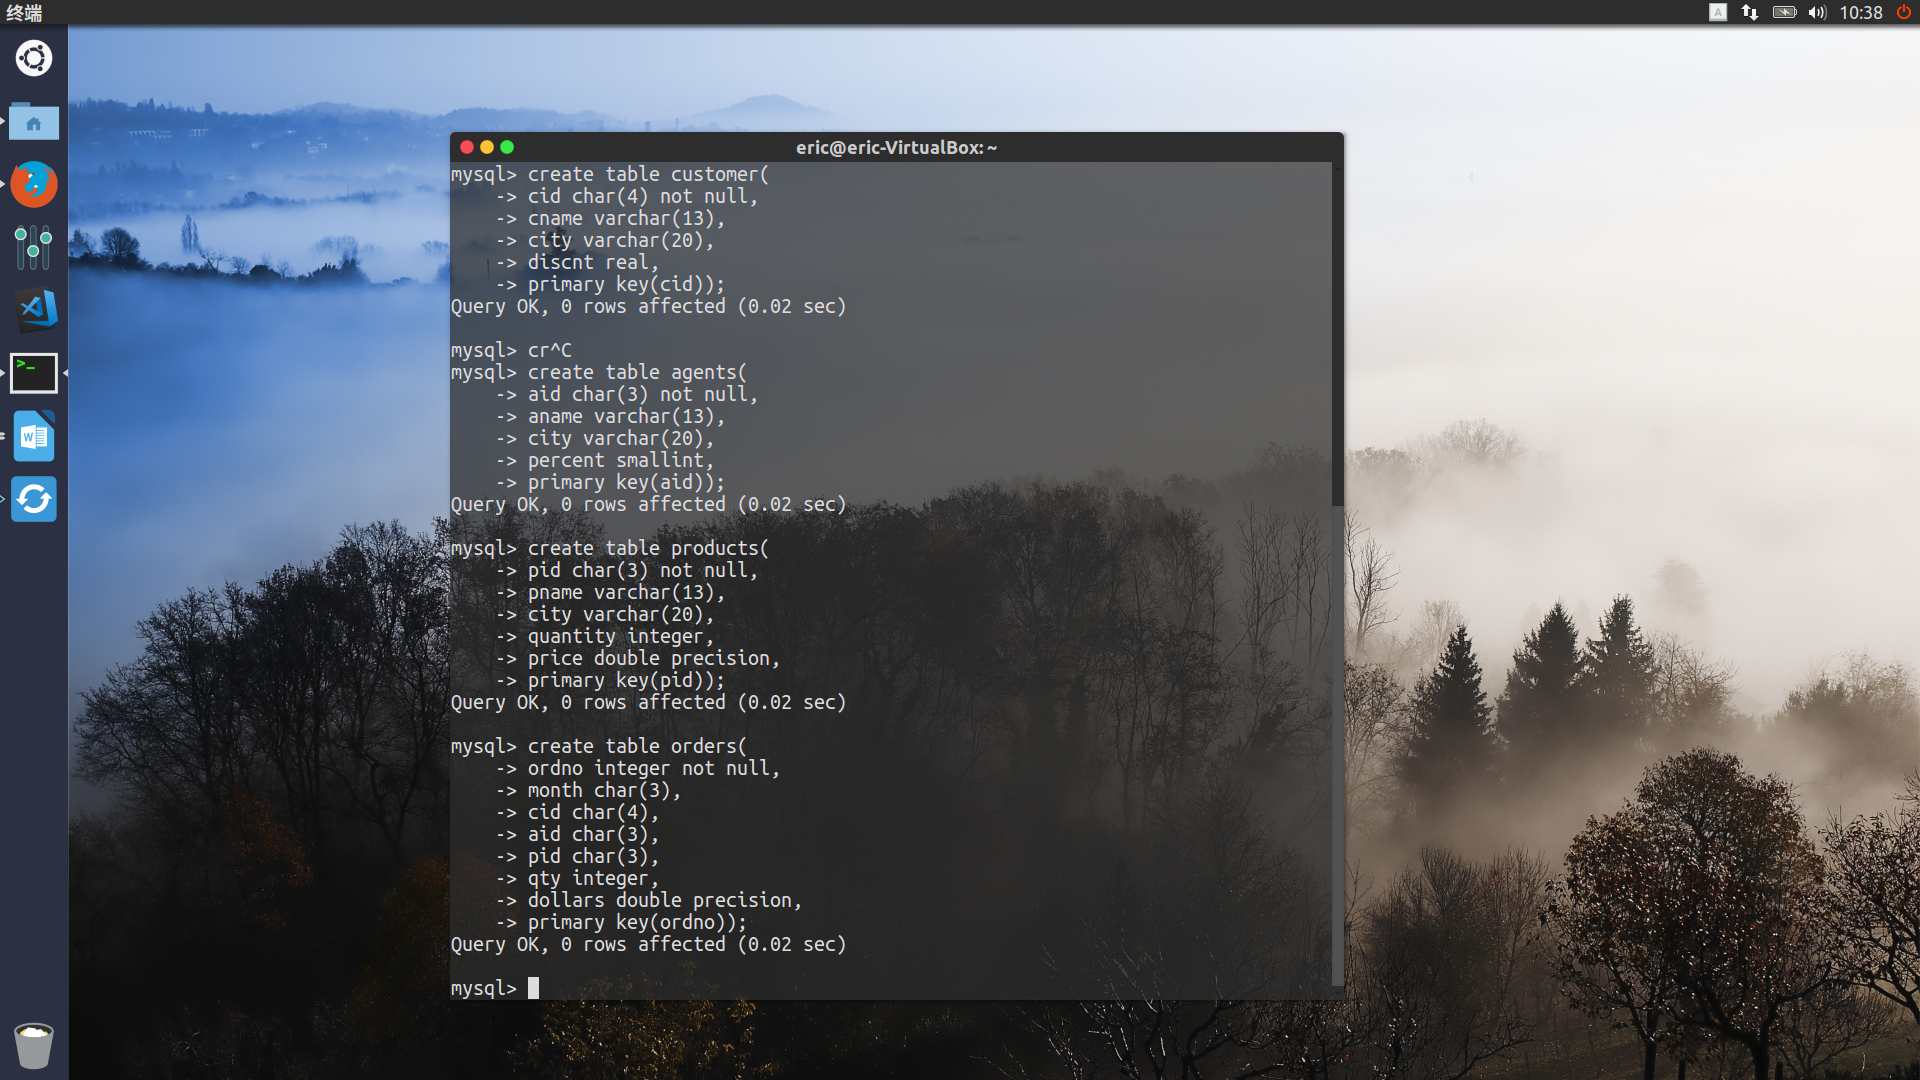 终端
A
10:38
eric@eric-VirtualBox: ~
mysql> create table customer(
    -> cid char(4) not null,
    -> cname varchar(13),
    -> city varchar(20),
    -> discnt real,
    -> primary key(cid));
Query OK, 0 rows affected (0.02 sec)
mysql> cr^C
mysql> create table agents(
    -> aid char(3) not null,
    -> aname varchar(13),
    -> city varchar(20),
    -> percent smallint,
    -> primary key(aid));
Query OK, 0 rows affected (0.02 sec)
mysql> create table products(
    -> pid char(3) not null,
    -> pname varchar(13),
    -> city varchar(20),
    -> quantity integer,
    -> price double precision,
    -> primary key(pid));
Query OK, 0 rows affected (0.02 sec)
mysql> create table orders(
    -> ordno integer not null,
    -> month char(3),
    -> cid char(4),
    -> aid char(3),
    -> pid char(3),
    -> qty integer,
    -> dollars double precision,
    -> primary key(ordno));
Query OK, 0 rows affected (0.02 sec)
mysql>
>_
W